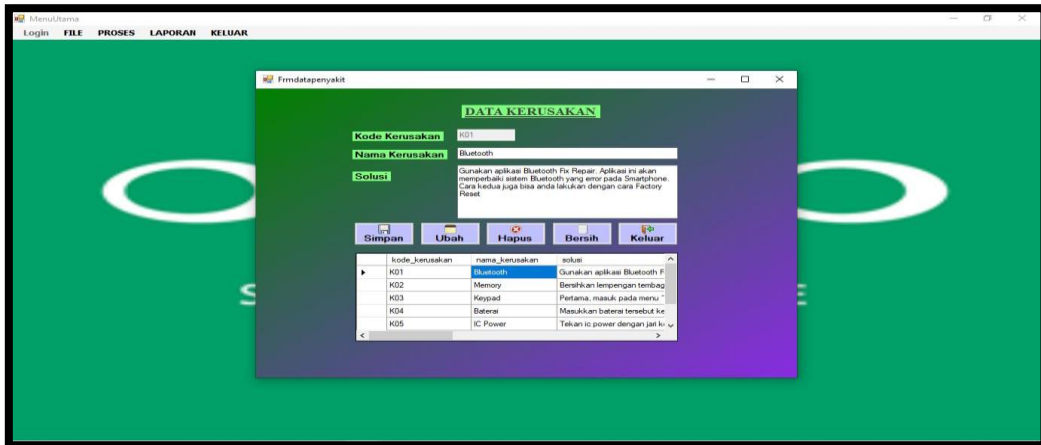 MenuUtama
Login FILE PROSES LAPORAN KELUAR
Frmdatapenyakit
DATA KERUSAKAN
Kode Kerusakan K01
Nama Kerusakan Bluetooth
Solusi
Gunakan aplikasi Bluetooth Fix Repair. Aplikasi ini akan
memperbaiki sistem Bluetooth yang error pada Smartphone.
Cara kedua juga bisa anda lakukan dengan cara Factory
Reset
Simpan Ubah Hapus Bersih Keluar
kode_kerusakan nama_kerusakan solusi
K01 Bluetooth Gunakan aplikasi Bluetooth F
K02 Memory Bersihkan lempengan tembag
K03 Keypad Pertama, masuk pada menu "
K04 Baterai Masukkan baterai tersebut ke
K05 IC Power Tekan ic power dengan jari k